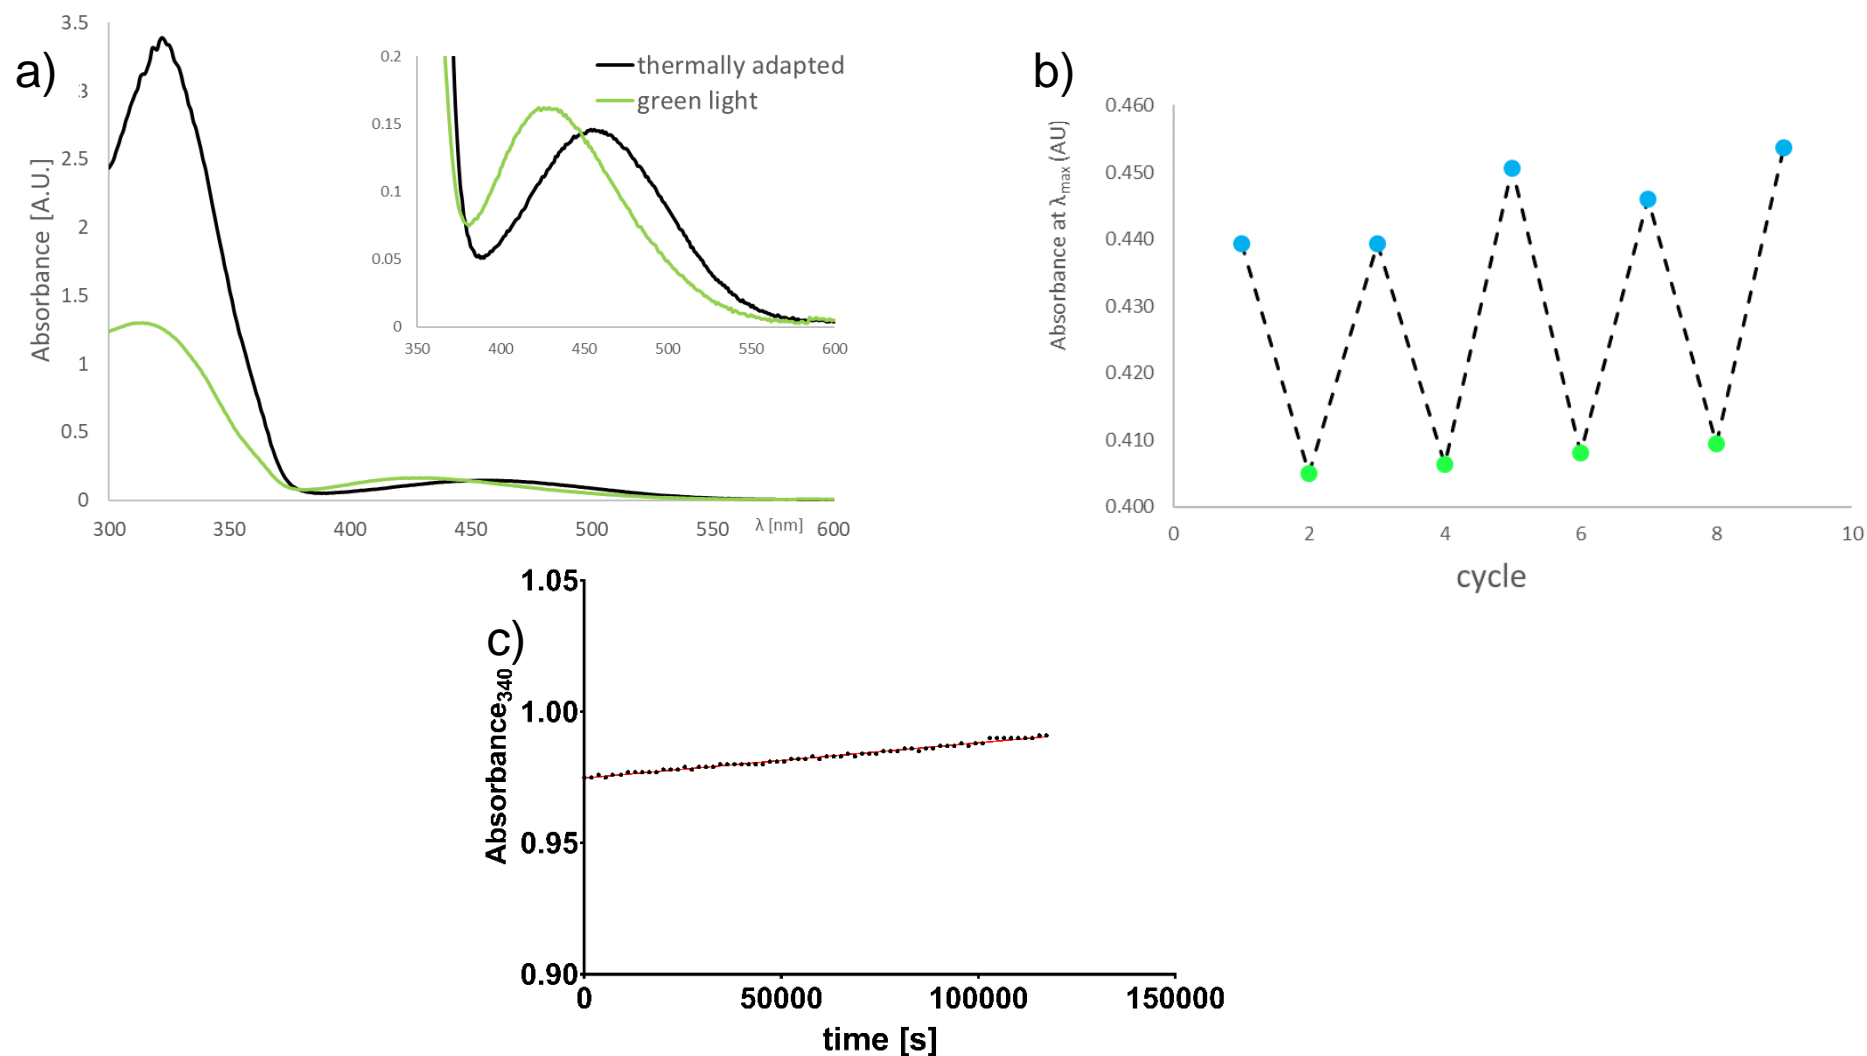 a)
3.5
3
2.5
2
1.5
1
0.5
0
Absorbance [A.U.]
300 350 400 450 500 550 λ [nm] 600
0.2
0.15
0.1
0.05
0
350 400 450 500 550 600
thermally adapted
green light
b)
0.460
0.450
0.440
0.430
0.420
0.410
0.400
Absorbance at λmax (AU)
0 2 4 6 8 10
cycle
c)
1.05
1.00
0.95
0.90
Absorbance340
0 50000 100000 150000
time [s]